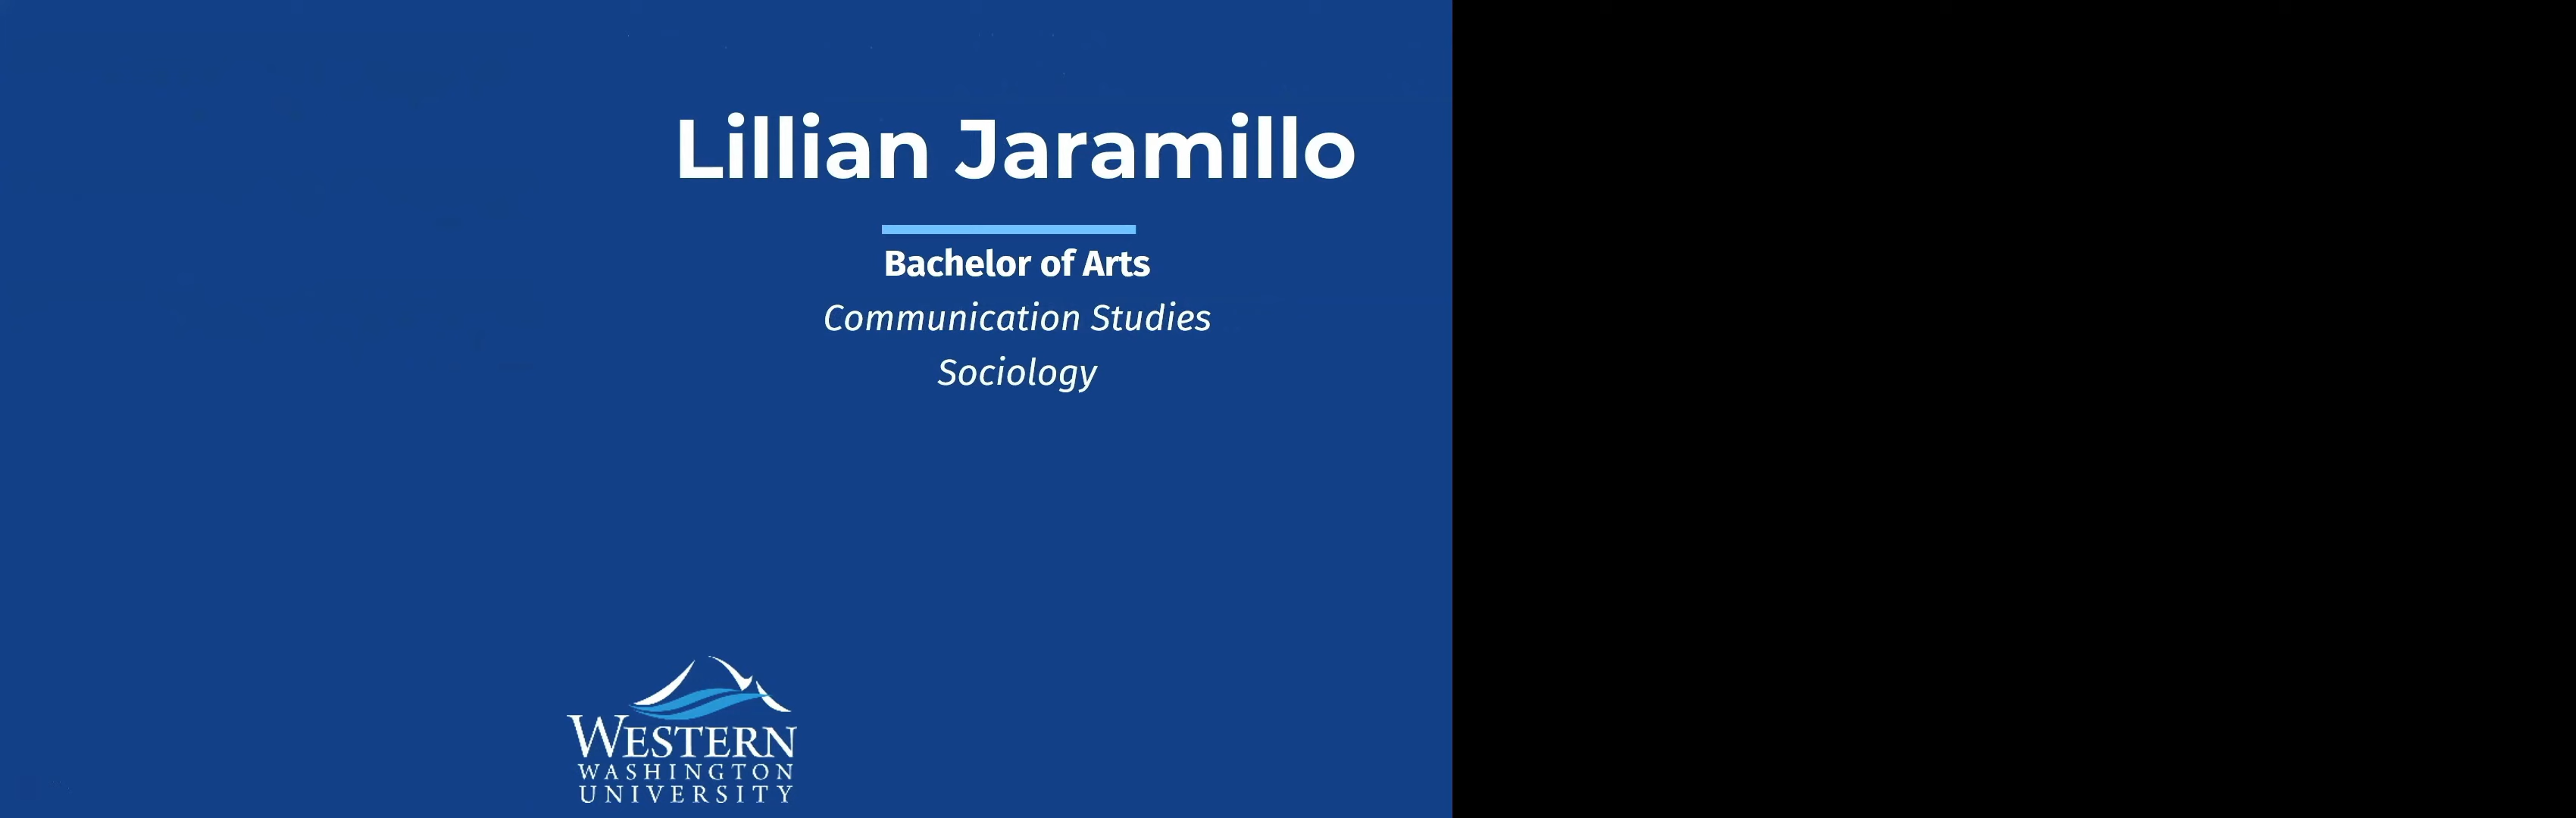 Lillian Jaramillo
Bachelor of Arts
Communication Studies
Sociology
WESTERN
WASHINGTON
UNIVERSITY